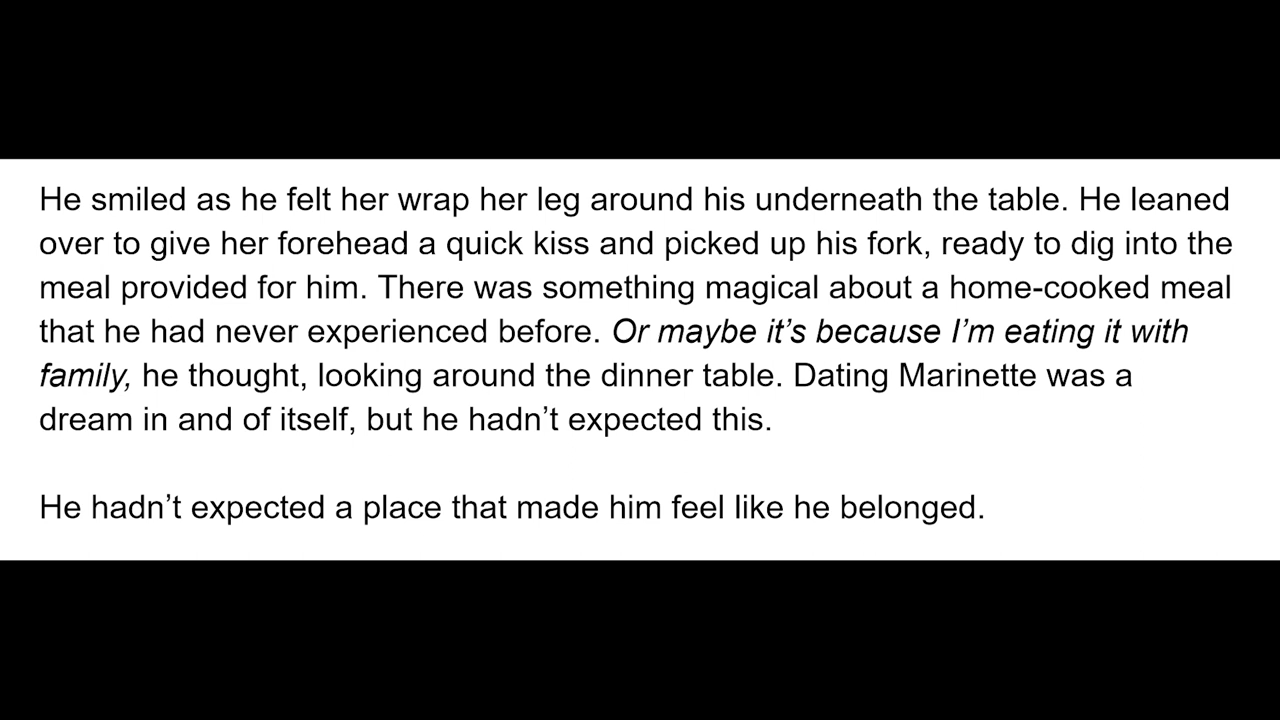 He smiled as he felt her wrap her leg around his underneath the table. He leaned
over to give her forehead a quick kiss and picked up his fork, ready to dig into the
meal provided for him. There was something magical about a home-cooked meal
that he had never experienced before. Or maybe it’s because I’m eating it with
family, he thought, looking around the dinner table. Dating Marinette was a
dream in and of itself, but he hadn’t expected this.
He hadn’t expected a place that made him feel like he belonged.